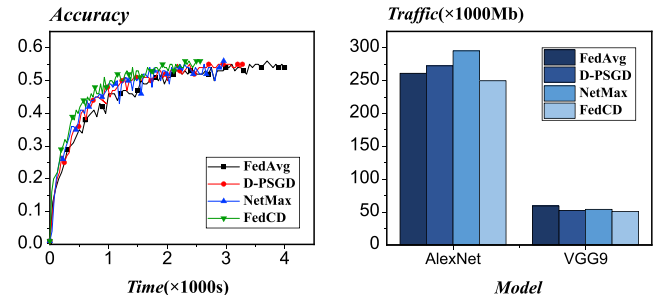 Accuracy
0.6
0.5
0.4
0.3
0.2
0.1
0.0
FedAvg
D-PSGD
NetMax
FedCD
0 1 2 3 4
Time(×1000s)
Traffic(×1000Mb)
300
250
200
150
100
50
0
FedAvg
D-PSGD
NetMax
FedCD
AlexNet VGG9
Model